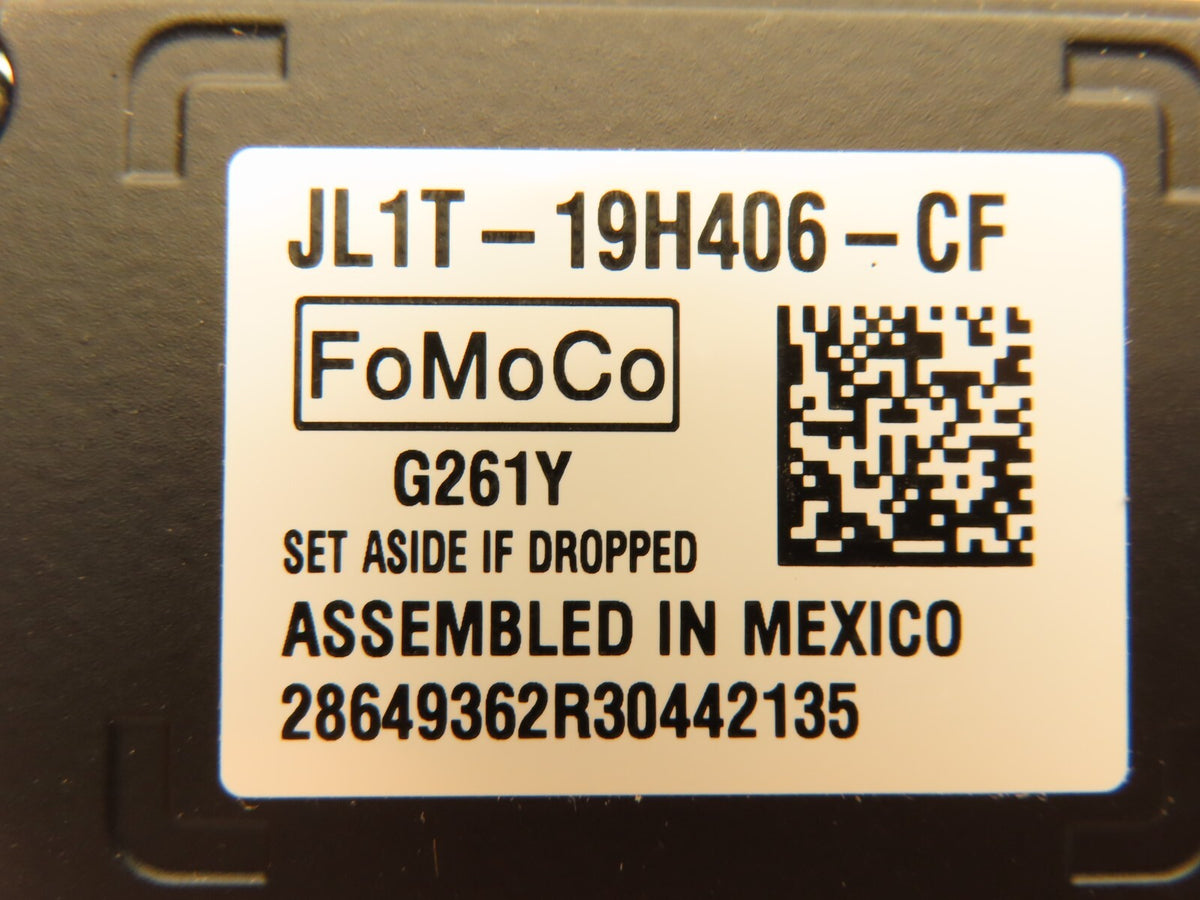 JL1T-19H406-CF
FoMoCo
G261Y
SET ASIDE IF DROPPED
ASSEMBLED IN MEXICO
28649362R30442135